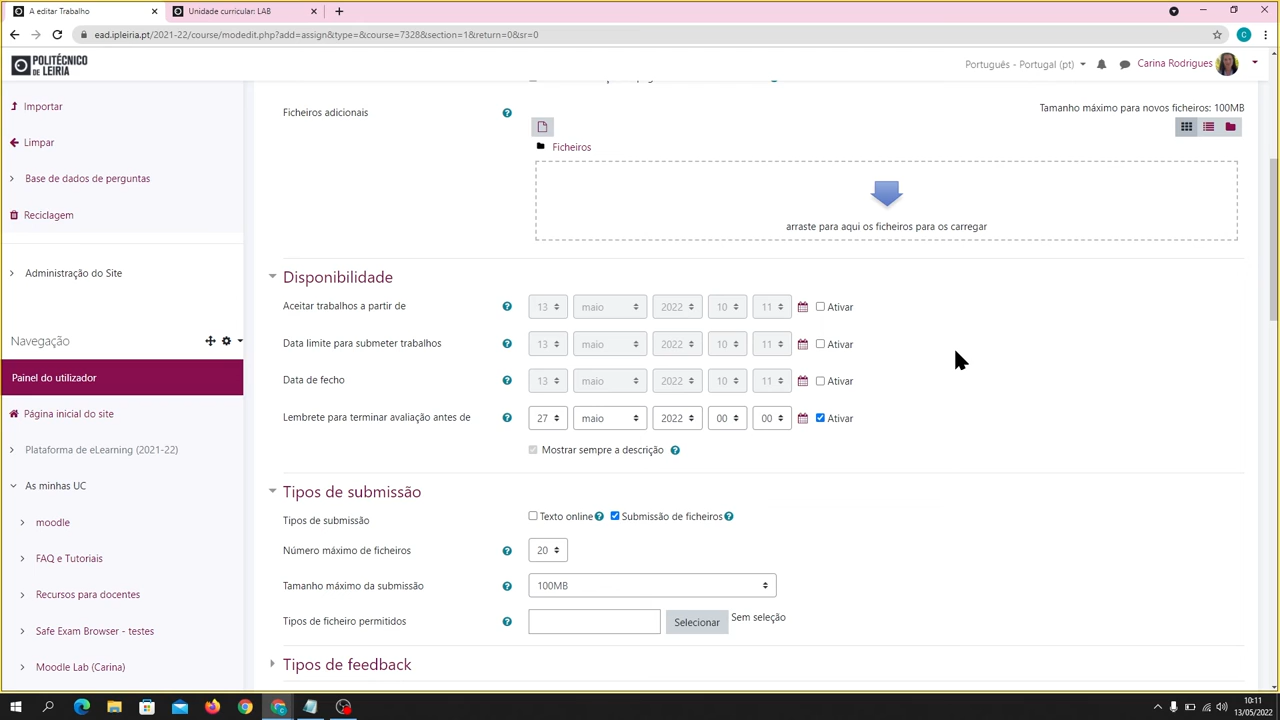 A editar Trabalho
Unidade curricular: LAB
ead.ipleiria.pt/2021-22/course/modedit.php?add=assign&type=&course=7328&section=1&return=0&sr=0
C
POLITÉCNICO
DE LEIRIA
Português - Portugal (pt)
Carina Rodrigues
Importar
Limpar
Base de dados de perguntas
Reciclagem
Administração do Site
Navegação
Painel do utilizador
Página inicial do site
Plataforma de eLearning (2021-22)
As minhas UC
moodle
FAQ e Tutoriais
Recursos para docentes
Safe Exam Browser - testes
Moodle Lab (Carina)
Ficheiros adicionais
Tamanho máximo para novos ficheiros: 100MB
Ficheiros
arraste para aqui os ficheiros para os carregar
Disponibilidade
Aceitar trabalhos a partir de 13 maio 2022 10 11 Ativar
Data limite para submeter trabalhos 13 maio 2022 10 11 Ativar
Data de fecho 13 maio 2022 10 11 Ativar
Lembrete para terminar avaliação antes de 27 maio 2022 00 00 Ativar
Mostrar sempre a descrição
Tipos de submissão
Tipos de submissão Texto online Submissão de ficheiros
Número máximo de ficheiros 20
Tamanho máximo da submissão 100MB
Tipos de ficheiro permitidos Selecionar Sem seleção
Tipos de feedback
10:11
13/05/2022